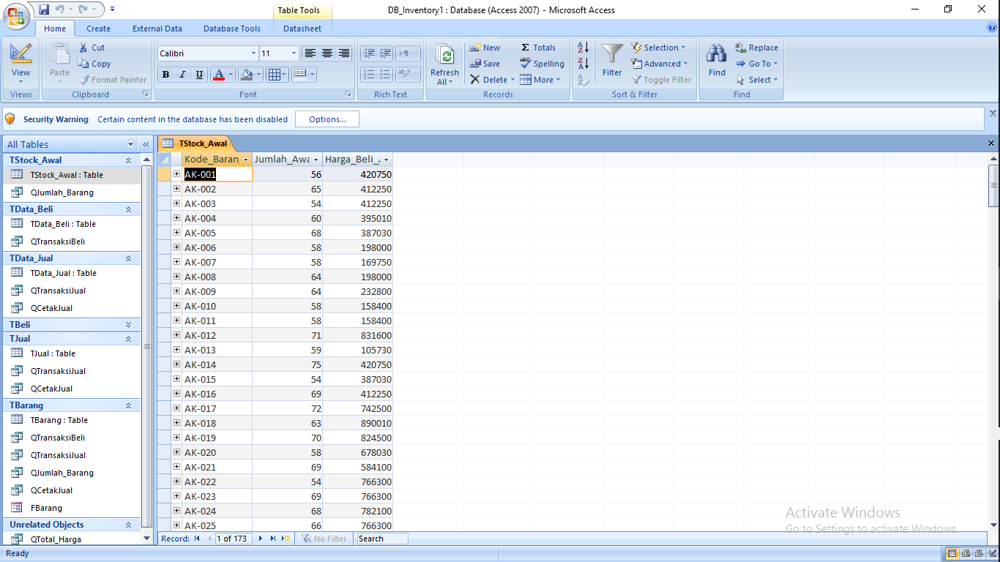 Table Tools
DB_Inventory1 : Database (Access 2007) - Microsoft Access
Home Create External Data Database Tools Datasheet
View
Views
Paste
Cut
Copy
Format Painter
Clipboard
Calibri 11
B I U A
Font
ab
Rich Text
Refresh All
New
Save
Delete
Totals
Spelling
More
Records
Filter
Selection
Advanced
Toggle Filter
Sort & Filter
Find
Replace
Go To
Select
Find
Security Warning Certain content in the database has been disabled Options...
All Tables
TStock_Awal
TStock_Awal : Table
QJumlah_Barang
TData_Beli
TData_Beli : Table
QTransaksiBeli
TData_Jual
TData_Jual : Table
QTransaksiJual
QCetakJual
TBeli
TJual
TJual : Table
QTransaksiJual
QCetakJual
TBarang
TBarang : Table
QTransaksiBeli
QTransaksiJual
QJumlah_Barang
QCetakJual
FBarang
Unrelated Objects
QTotal_Harga
TStock_Awal
Kode_Baran Jumlah_Awa Harga_Beli_
AK-001 56 420750
AK-002 65 412250
AK-003 54 412250
AK-004 60 395010
AK-005 68 387030
AK-006 58 198000
AK-007 58 169750
AK-008 64 198000
AK-009 64 232800
AK-010 58 158400
AK-011 58 158400
AK-012 71 831600
AK-013 59 105730
AK-014 75 420750
AK-015 54 387030
AK-016 69 412250
AK-017 72 742500
AK-018 63 890010
AK-019 70 824500
AK-020 58 678030
AK-021 69 584100
AK-022 54 766300
AK-023 69 766300
AK-024 68 782100
AK-025 66 766300
Record: 1 of 173 No Filter Search
Activate Windows
Go to Settings to activate Windows.
Ready